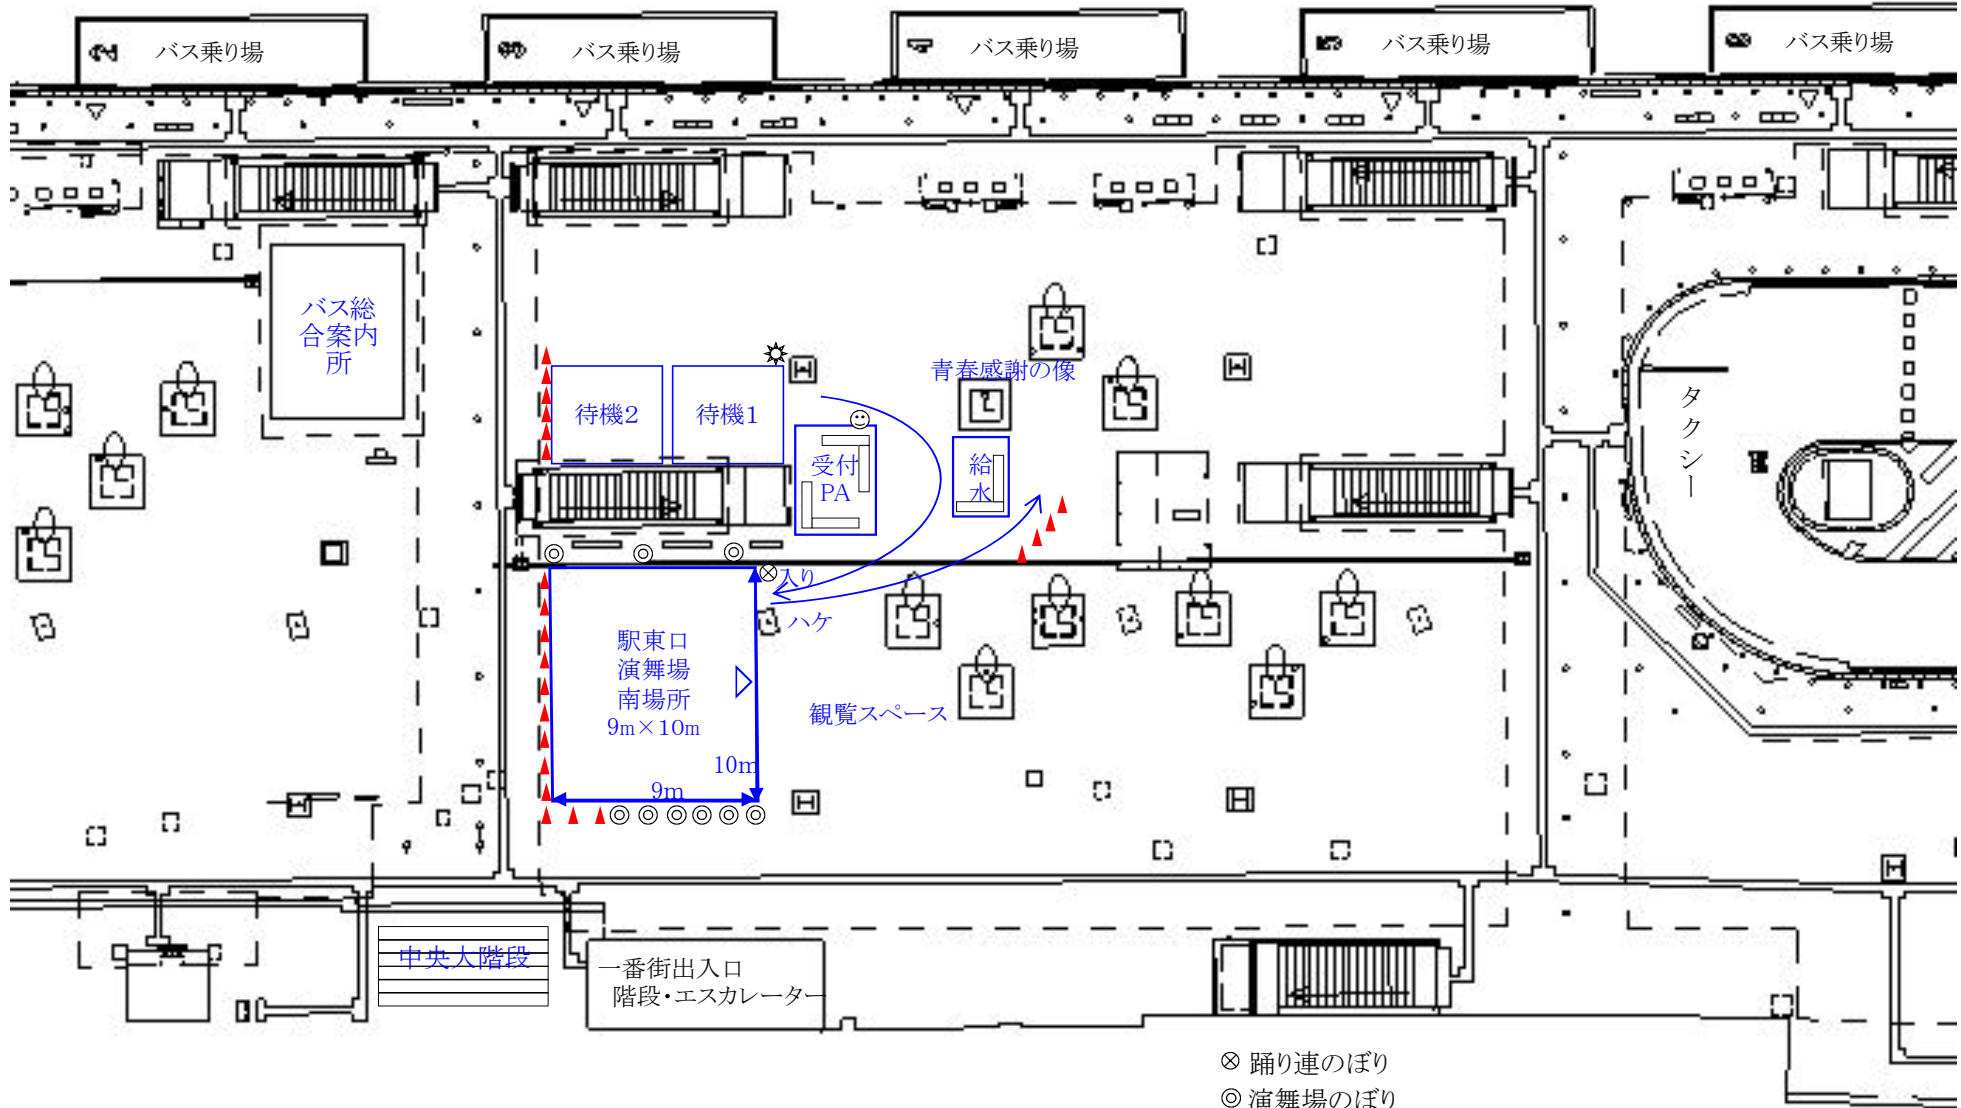 2 バス乗り場
3 バス乗り場
4 バス乗り場
5 バス乗り場
バス乗り場
バス総
合案内
所
青春感謝の像
待機2
待機1
受付
PA
給
水
タクシー
入り
ハケ
駅東口
演舞場
南場所
9m×10m
観覧スペース
10m
9m
中央大階段
一番街出入口
階段・エスカレーター
⊗ 踊り連のぼり
◎ 演舞場のぼり